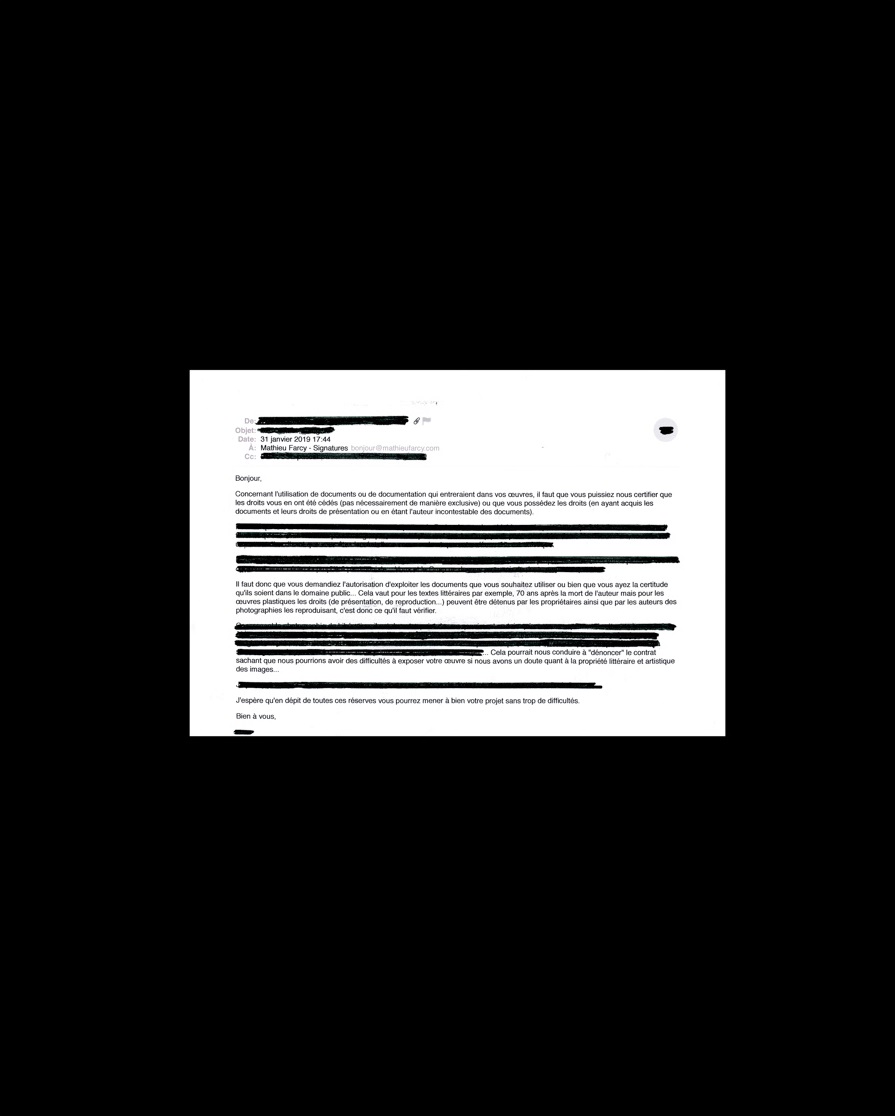 De:
Objet:
Date: 31 janvier 2019 17:44
À: Mathieu Farcy - Signatures bonjour@mathieufarcy.com
Cc:
Bonjour,
Concernant l'utilisation de documents ou de documentation qui entreraient dans vos œuvres, il faut que vous puissiez nous certifier que
les droits vous en ont été cédés (pas nécessairement de manière exclusive) ou que vous possédez les droits (en ayant acquis les
documents et leurs droits de présentation ou en étant l'auteur incontestable des documents).
Il faut donc que vous demandiez l'autorisation d'exploiter les documents que vous souhaitez utiliser ou bien que vous ayez la certitude
qu'ils soient dans le domaine public... Cela vaut pour les textes littéraires par exemple, 70 ans après la mort de l'auteur mais pour les
œuvres plastiques les droits (de présentation, de reproduction...) peuvent être détenus par les propriétaires ainsi que par les auteurs des
photographies les reproduisant, c'est donc ce qu'il faut vérifier.
... Cela pourrait nous conduire à "dénoncer" le contrat
sachant que nous pourrions avoir des difficultés à exposer votre œuvre si nous avons un doute quant à la propriété littéraire et artistique
des images...
J'espère qu'en dépit de toutes ces réserves vous pourrez mener à bien votre projet sans trop de difficultés.
Bien à vous,